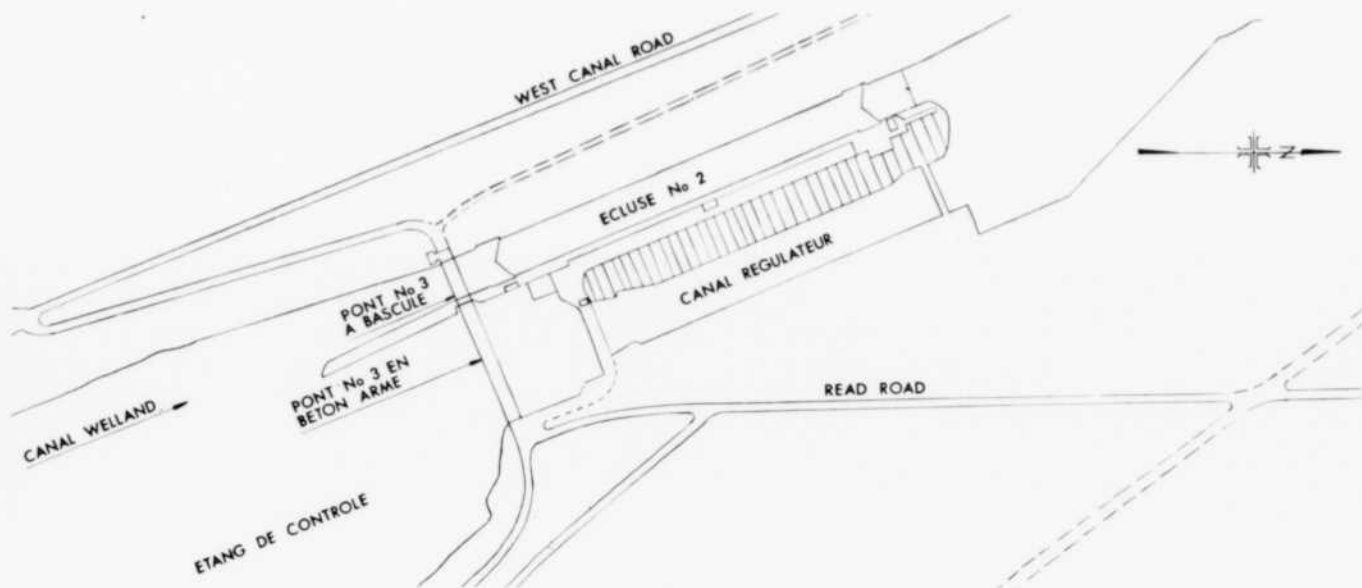 WEST CANAL ROAD
N
ECLUSE No 2
CANAL REGULATEUR
PONT No 3
A BASCULE
PONT No 3 EN
BETON ARME
READ ROAD
CANAL WELLAND
ETANG DE CONTROLE